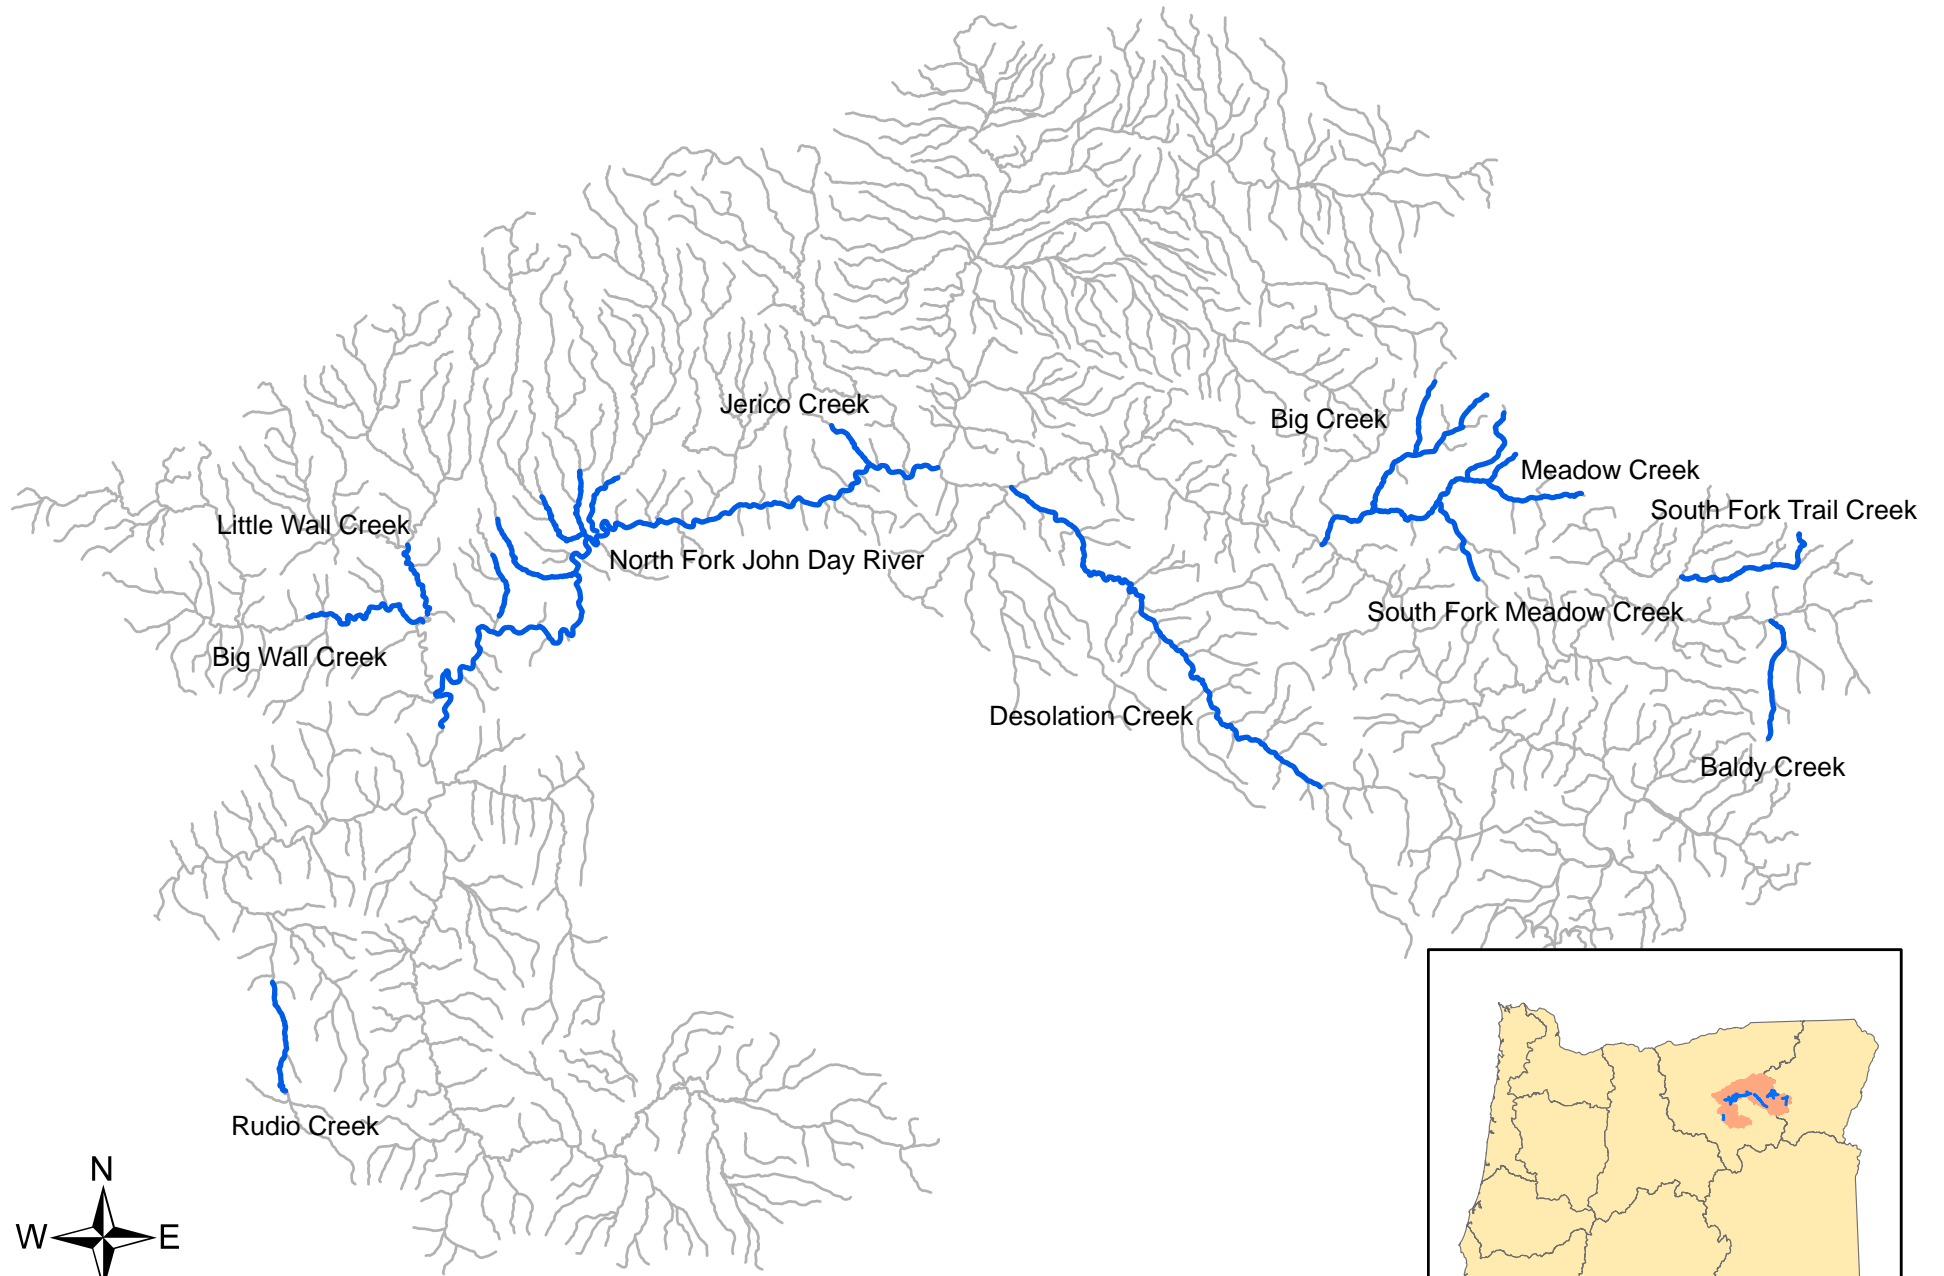 Jerico Creek
Big Creek
Meadow Creek
South Fork Trail Creek
Little Wall Creek
North Fork John Day River
South Fork Meadow Creek
Big Wall Creek
Desolation Creek
Baldy Creek
Rudio Creek
N
W
E